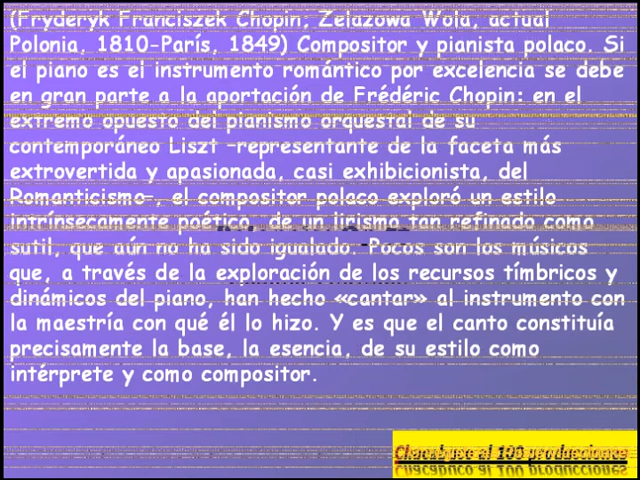 (Fryderyk Franciszek Chopin; Zelazowa Wola, actual
Polonia, 1810-París, 1849) Compositor y pianista polaco. Si
el piano es el instrumento romántico por excelencia se debe
en gran parte a la aportación de Frédéric Chopin: en el
extremo opuesto del pianismo orquestal de su
contemporáneo Liszt -representante de la faceta más
extrovertida y apasionada, casi exhibicionista, del
Romanticismo-, el compositor polaco exploró un estilo
intrínsecamente poético, de un lirismo tan refinado como
sutil, que aún no ha sido igualado. Pocos son los músicos
que, a través de la exploración de los recursos tímbricos y
dinámicos del piano, han hecho «cantar» al instrumento con
la maestría con qué él lo hizo. Y es que el canto constituía
precisamente la base, la esencia, de su estilo como
intérprete y como compositor.
al 100 producciones